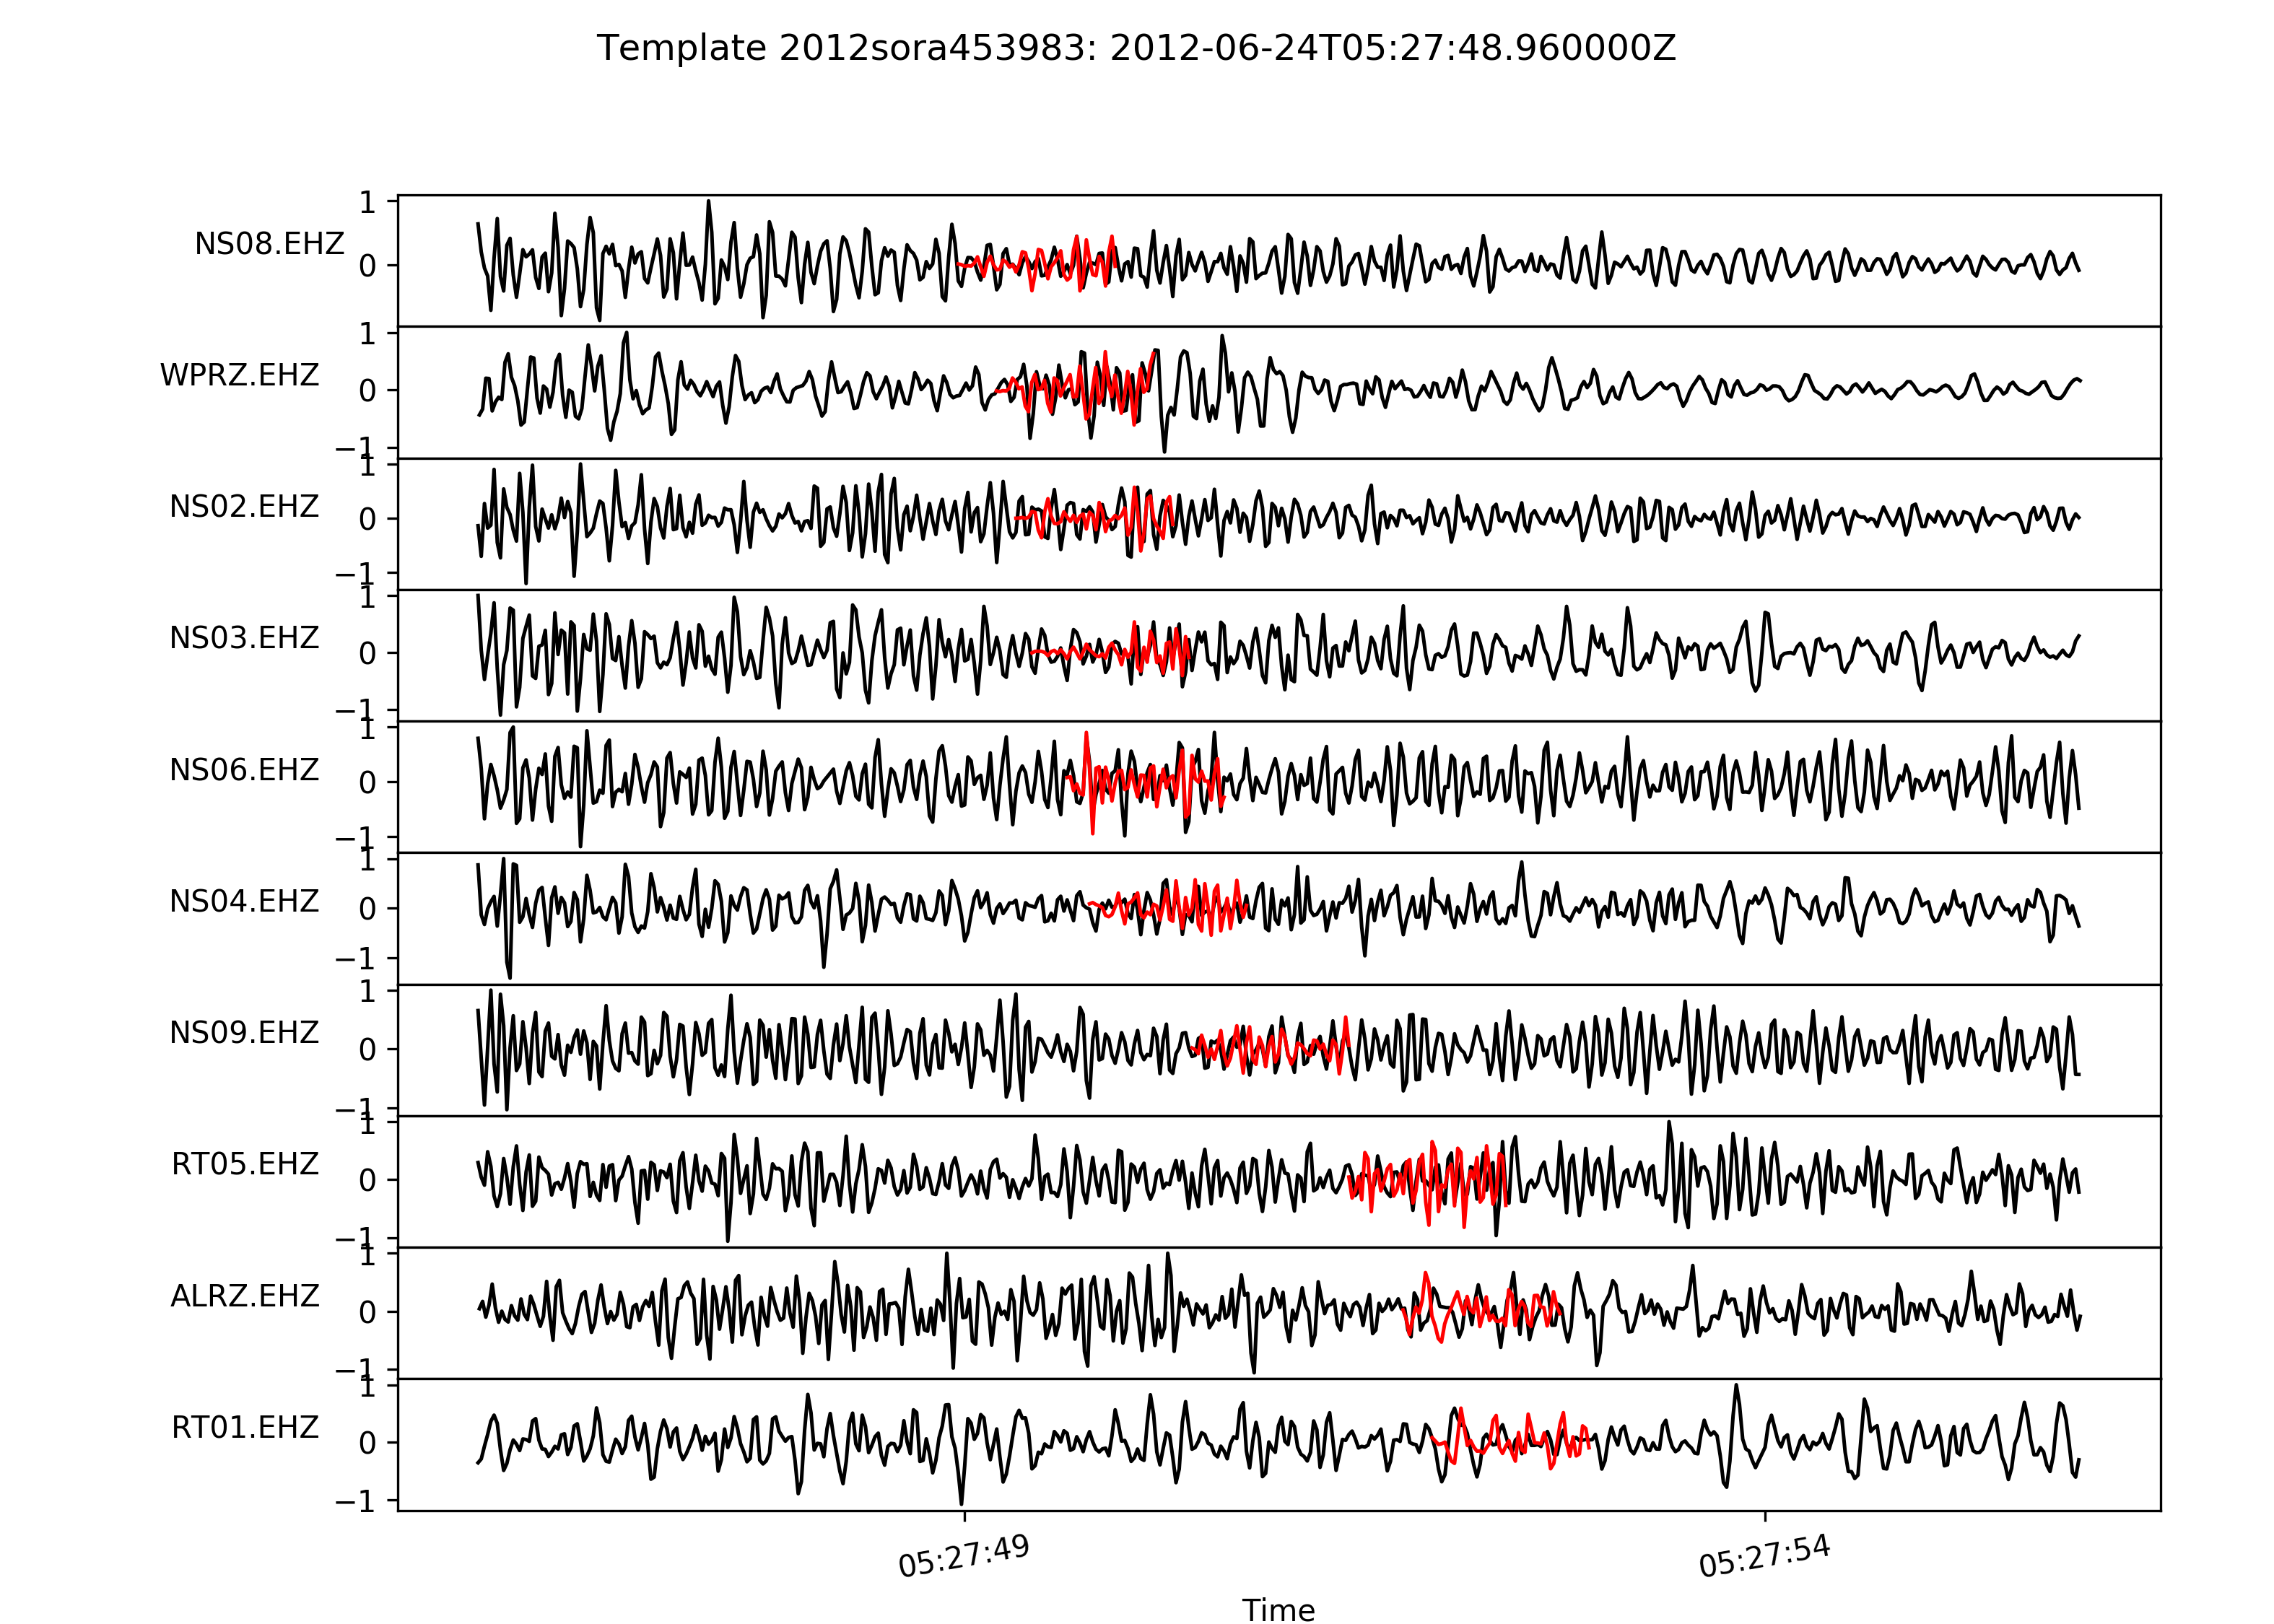 Template 2012sora453983: 2012-06-24T05:27:48.960000Z
NS08.EHZ
1
0
WPRZ.EHZ
1
0
−1
NS02.EHZ
1
0
−1
NS03.EHZ
1
0
−1
NS06.EHZ
1
0
−1
NS04.EHZ
1
0
−1
NS09.EHZ
1
0
−1
RT05.EHZ
1
0
−1
ALRZ.EHZ
1
0
−1
RT01.EHZ
1
0
−1
05:27:49 05:27:54
Time